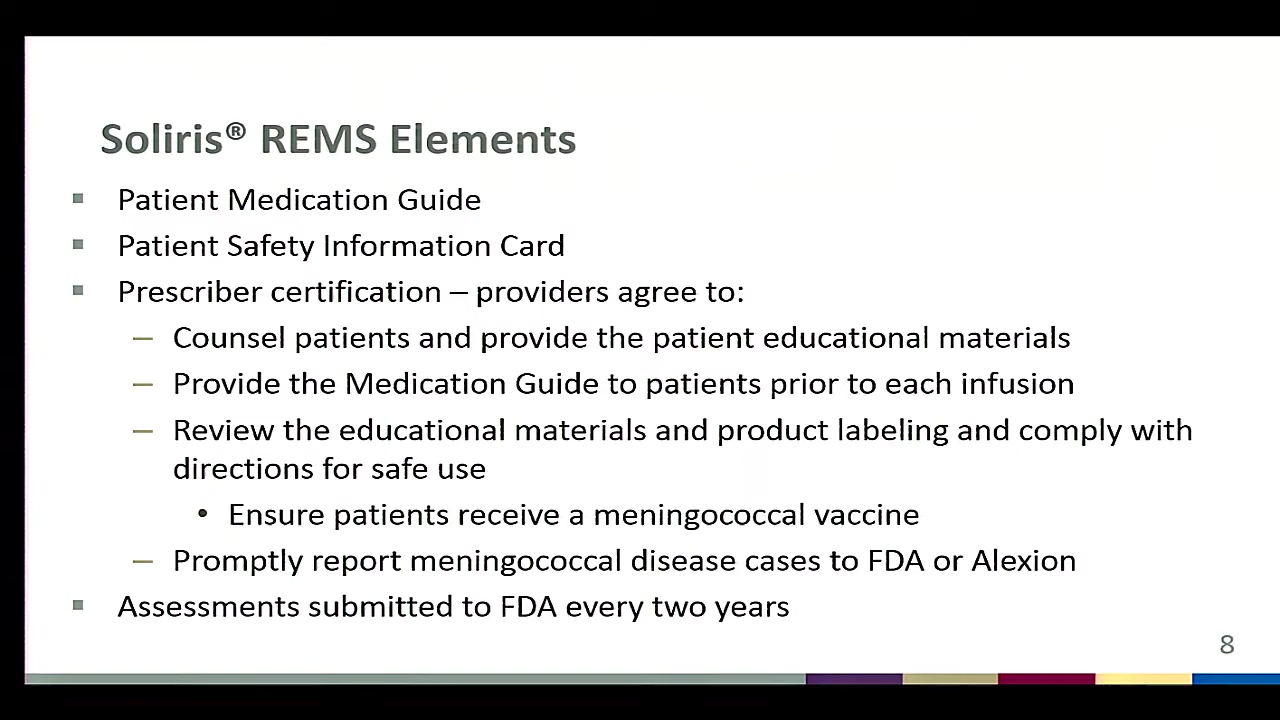 Soliris® REMS Elements
▪ Patient Medication Guide
▪ Patient Safety Information Card
▪ Prescriber certification – providers agree to:
– Counsel patients and provide the patient educational materials
– Provide the Medication Guide to patients prior to each infusion
– Review the educational materials and product labeling and comply with
directions for safe use
• Ensure patients receive a meningococcal vaccine
– Promptly report meningococcal disease cases to FDA or Alexion
▪ Assessments submitted to FDA every two years
8